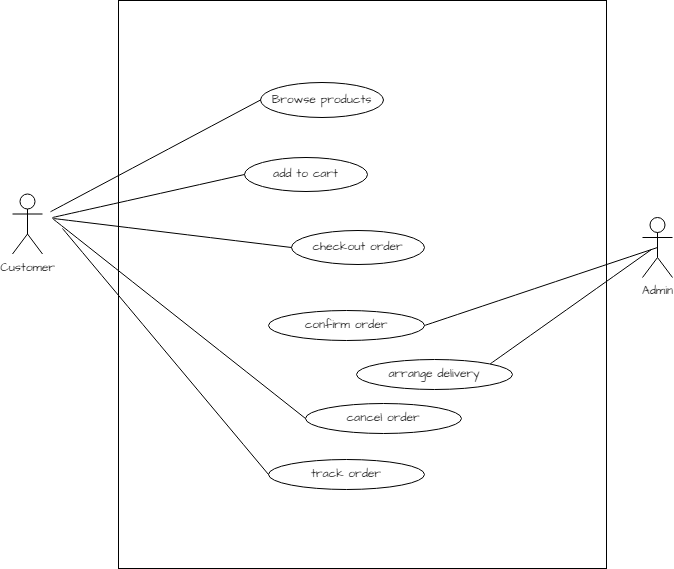 Browse products
add to cart
Customer
checkout order
Admin
confirm order
arrange delivery
cancel order
track order